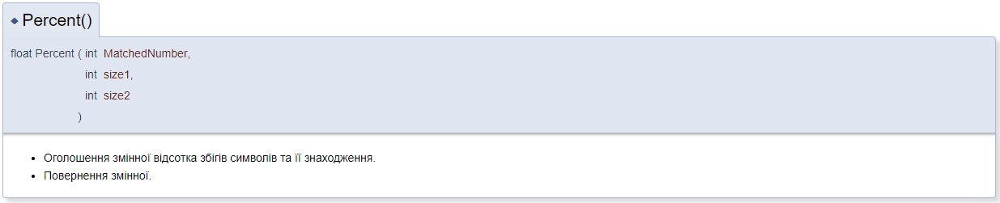 ◆ Percent()
float Percent ( int MatchedNumber,
int size1,
int size2
)
• Оголошення змінної відсотка збігів символів та її знаходження.
• Повернення змінної.